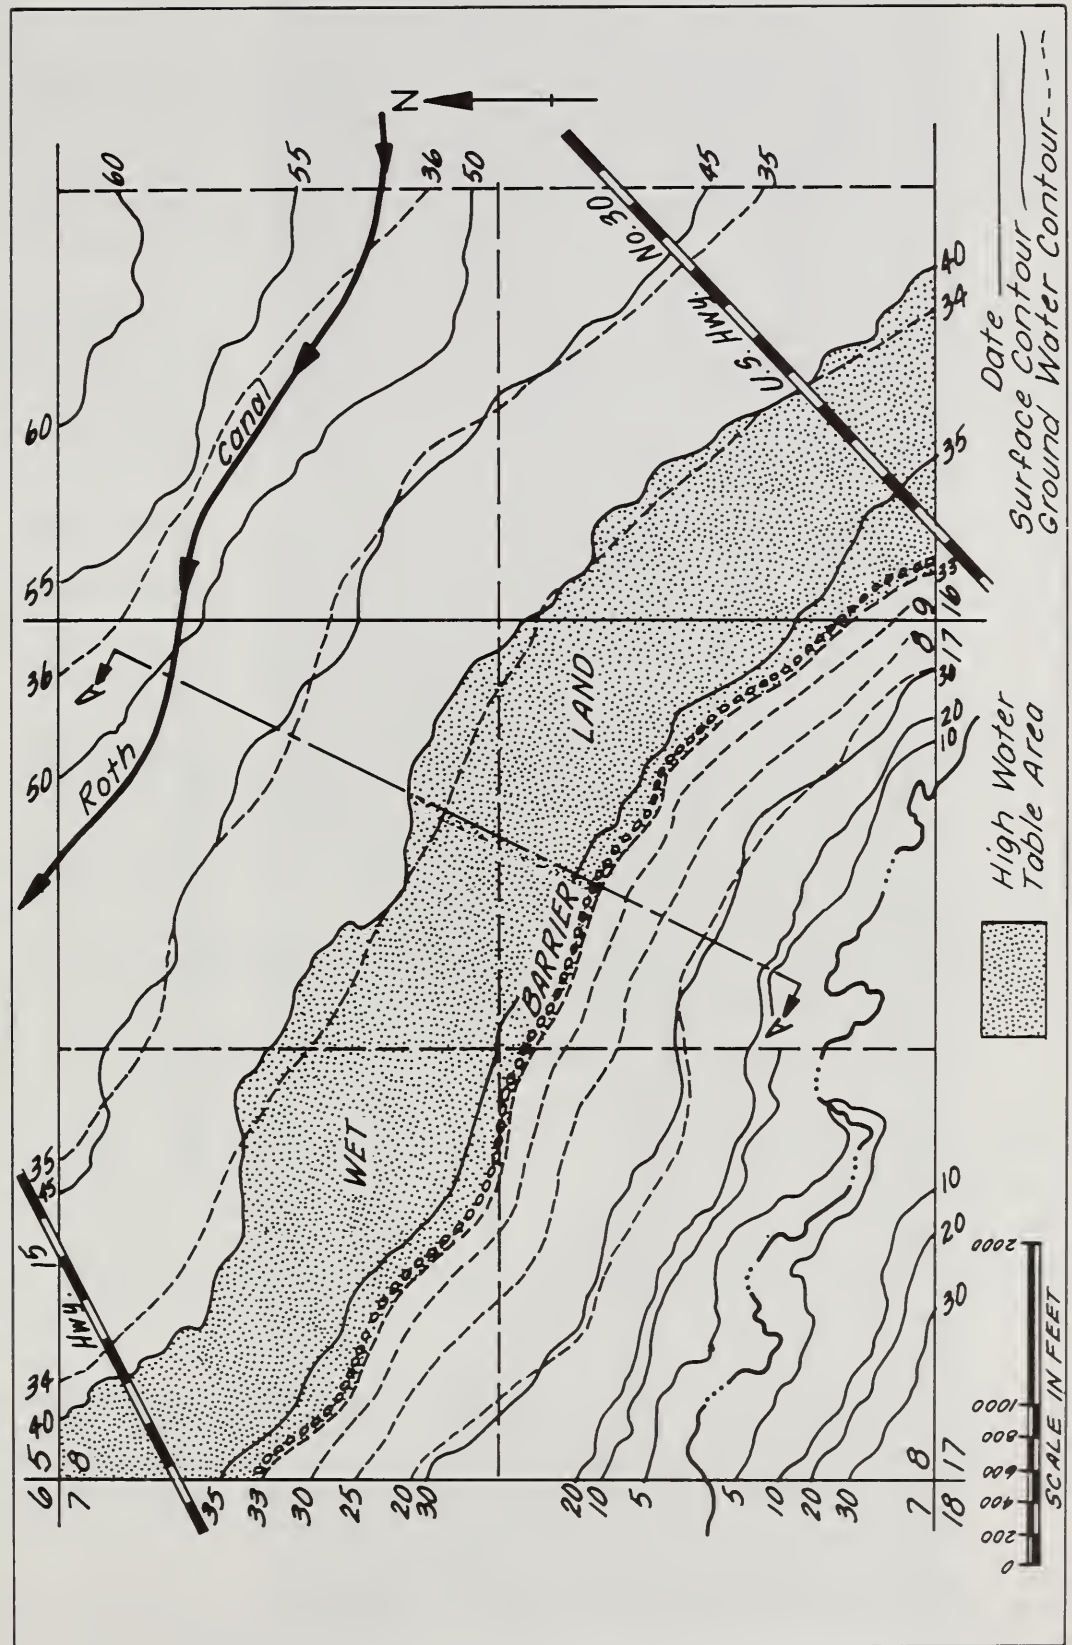 N
60
55
36
50
45
35
60
55
36
50
Roth
Canal
A
No. 30
U.S. Hwy.
40
34
35
33
9
16
8
17
30
20
10
LAND
BARRIER
WET
A
35
45
15
Hwy.
34
40
5
6
8
7
35
33
30
25
20
30
20
10
5
5
10
20
30
10
20
30
8
17
7
18
Date
Surface Contour
Ground Water Contour
High Water
Table Area
0 200 400 600 800 1000 2000
SCALE IN FEET